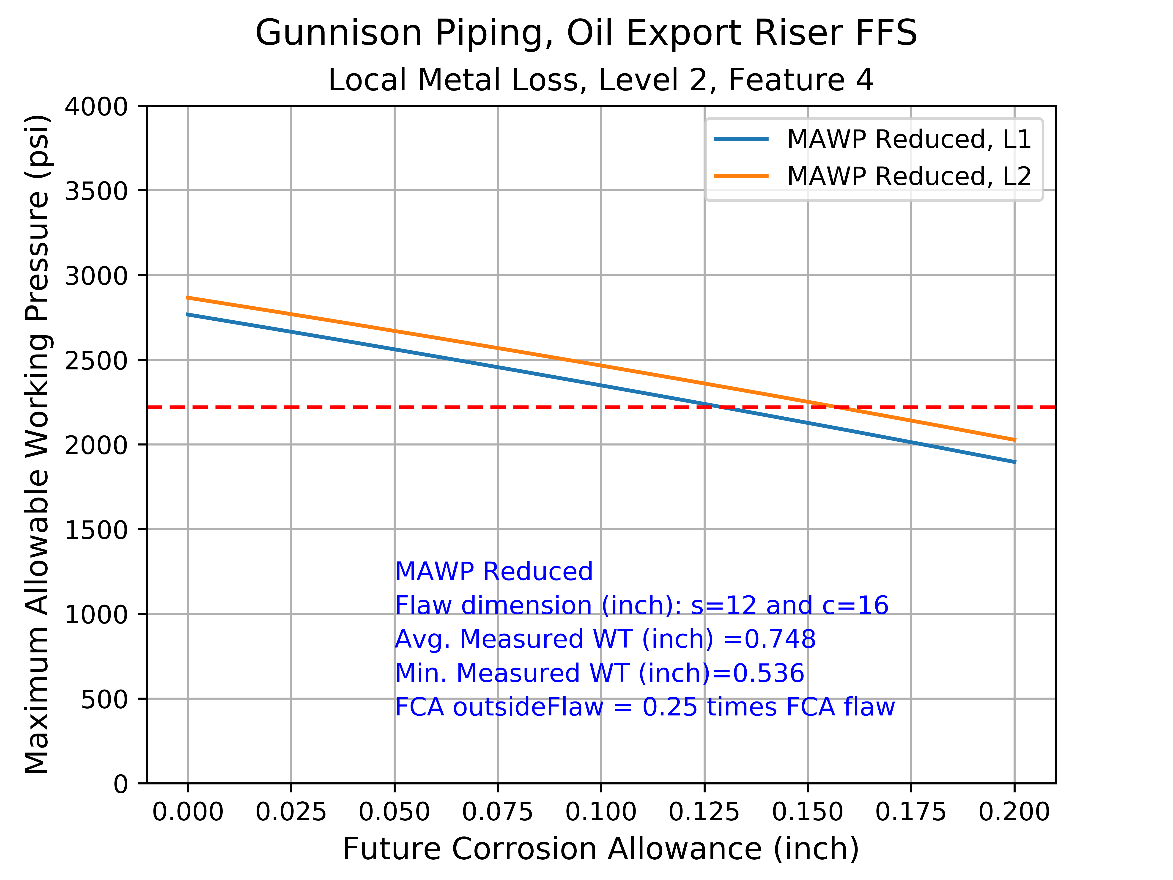 Gunnison Piping, Oil Export Riser FFS
Local Metal Loss, Level 2, Feature 4
Maximum Allowable Working Pressure (psi)
4000
3500
3000
2500
2000
1500
1000
500
0
MAWP Reduced, L1
MAWP Reduced, L2
MAWP Reduced
Flaw dimension (inch): s=12 and c=16
Avg. Measured WT (inch) =0.748
Min. Measured WT (inch)=0.536
FCA outsideFlaw = 0.25 times FCA flaw
0.000 0.025 0.050 0.075 0.100 0.125 0.150 0.175 0.200
Future Corrosion Allowance (inch)